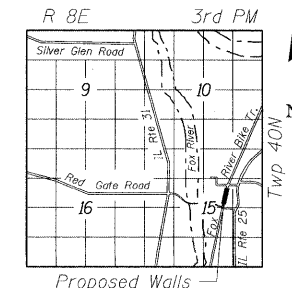 R 8E 3rd PM
Silver Glen Road
9 10
IL Rte 31
Fox River
Fox River Bike Tr.
Twp 40N
Red Gate Road
16 15
IL Rte 25
Proposed Walls